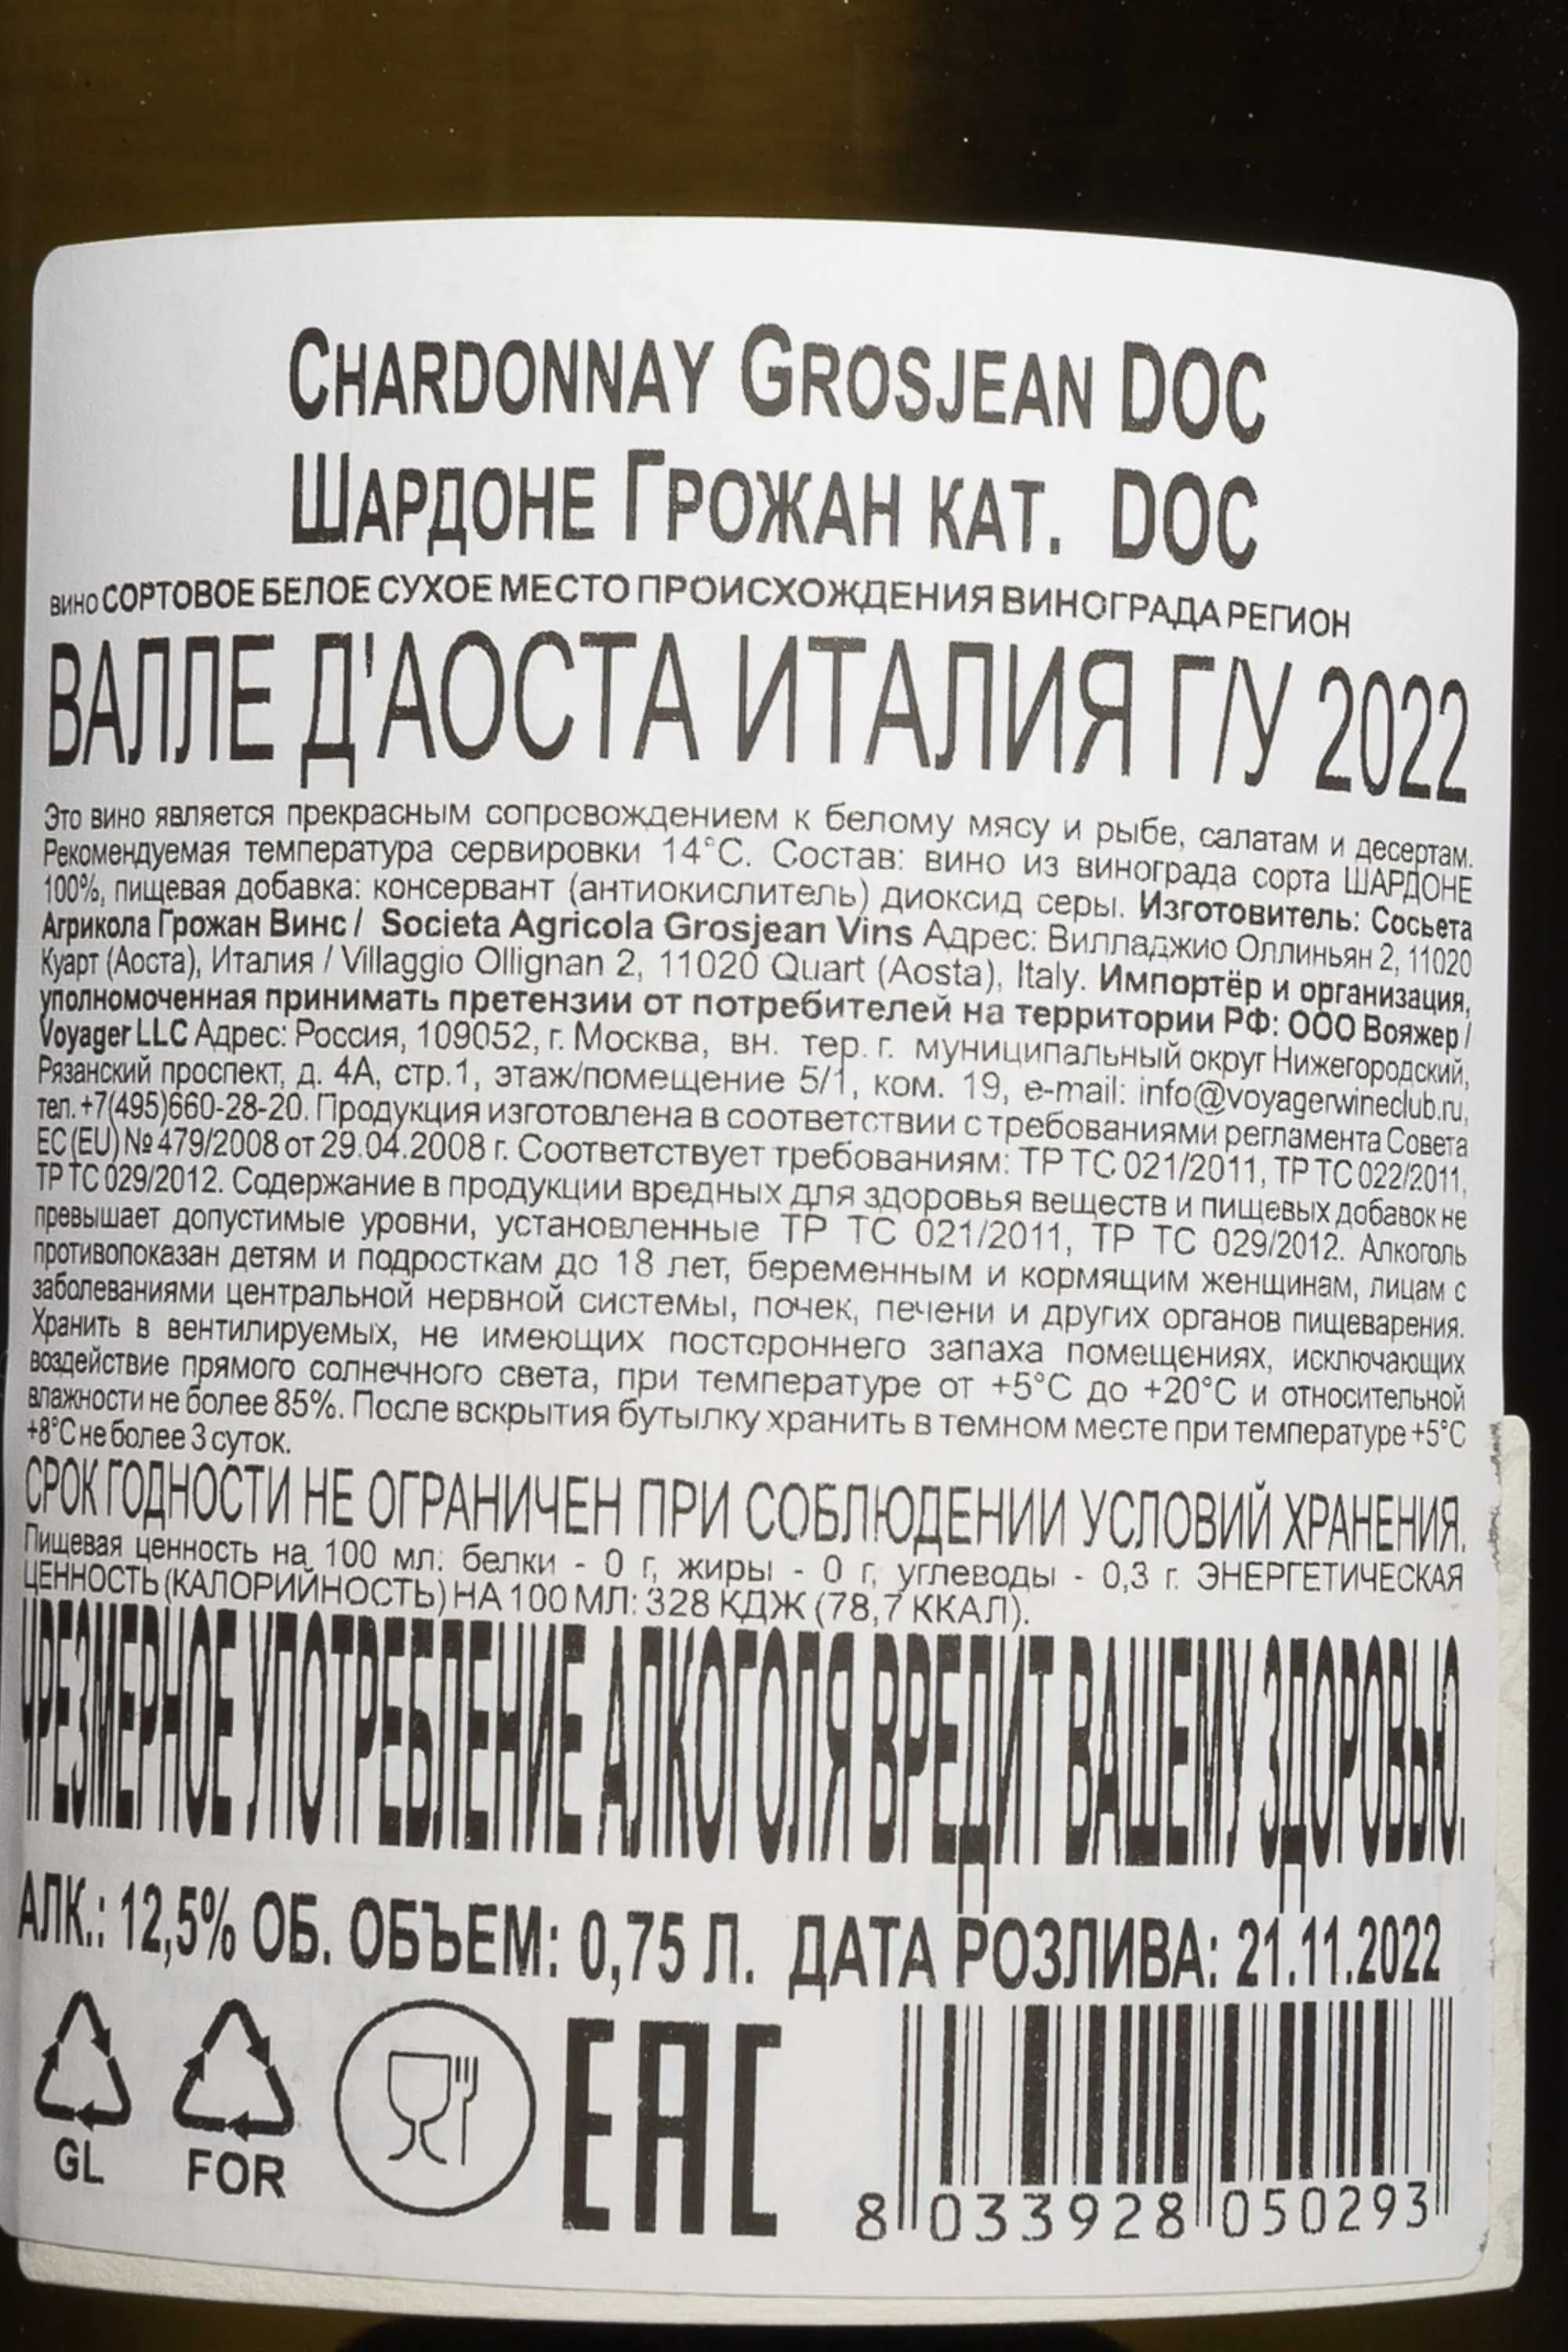 CHARDONNAY GROSJEAN DOC
ШАРДОНЕ ГРОЖАН КАТ. DOC
ВИНО СОРТОВОЕ БЕЛОЕ СУХОЕ МЕСТО ПРОИСХОЖДЕНИЯ ВИНОГРАДА РЕГИОН
ВАЛЛЕ Д'АОСТА ИТАЛИЯ Г/У 2022
Это вино является прекрасным сопровождением к белому мясу и рыбе, салатам и десертам.
Рекомендуемая температура сервировки 14°C. Состав: вино из винограда сорта ШАРДОНЕ
100%, пищевая добавка: консервант (антиокислитель) диоксид серы. Изготовитель: Сосьета
Агрикола Грожан Винс / Societa Agricola Grosjean Vins Адрес: Вилладжио Оллиньян 2, 11020
Куарт (Аоста), Италия / Villaggio Ollignan 2, 11020 Quart (Aosta), Italy. Импортёр и организация,
уполномоченная принимать претензии от потребителей на территории РФ: ООО Вояжер /
Voyager LLC Адрес: Россия, 109052, г. Москва, вн. тер. г. муниципальный округ Нижегородский,
Рязанский проспект, д. 4А, стр.1, этаж/помещение 5/1, ком. 19, e-mail: info@voyagerwineclub.ru,
тел. +7(495)660-28-20. Продукция изготовлена в соответствии с требованиями регламента Совета
ЕС (EU) № 479/2008 от 29.04.2008 г. Соответствует требованиям: ТР ТС 021/2011, ТР ТС 022/2011,
ТР ТС 029/2012. Содержание в продукции вредных для здоровья веществ и пищевых добавок не
превышает допустимые уровни, установленные ТР ТС 021/2011, ТР ТС 029/2012. Алкоголь
противопоказан детям и подросткам до 18 лет, беременным и кормящим женщинам, лицам с
заболеваниями центральной нервной системы, почек, печени и других органов пищеварения.
Хранить в вентилируемых, не имеющих постороннего запаха помещениях, исключающих
воздействие прямого солнечного света, при температуре от +5°C до +20°C и относительной
влажности не более 85%. После вскрытия бутылку хранить в темном месте при температуре +5°C
+8°C не более 3 суток.
СРОК ГОДНОСТИ НЕ ОГРАНИЧЕН ПРИ СОБЛЮДЕНИИ УСЛОВИЙ ХРАНЕНИЯ.
Пищевая ценность на 100 мл: белки - 0 г, жиры - 0 г, углеводы - 0,3 г. ЭНЕРГЕТИЧЕСКАЯ
ЦЕННОСТЬ (КАЛОРИЙНОСТЬ) НА 100 МЛ: 328 КДЖ (78,7 ККАЛ).
ЧРЕЗМЕРНОЕ УПОТРЕБЛЕНИЕ АЛКОГОЛЯ ВРЕДИТ ВАШЕМУ ЗДОРОВЬЮ.
АЛК.: 12,5% ОБ. ОБЪЕМ: 0,75 Л. ДАТА РОЗЛИВА: 21.11.2022
GL FOR EAC
8 033928 050293